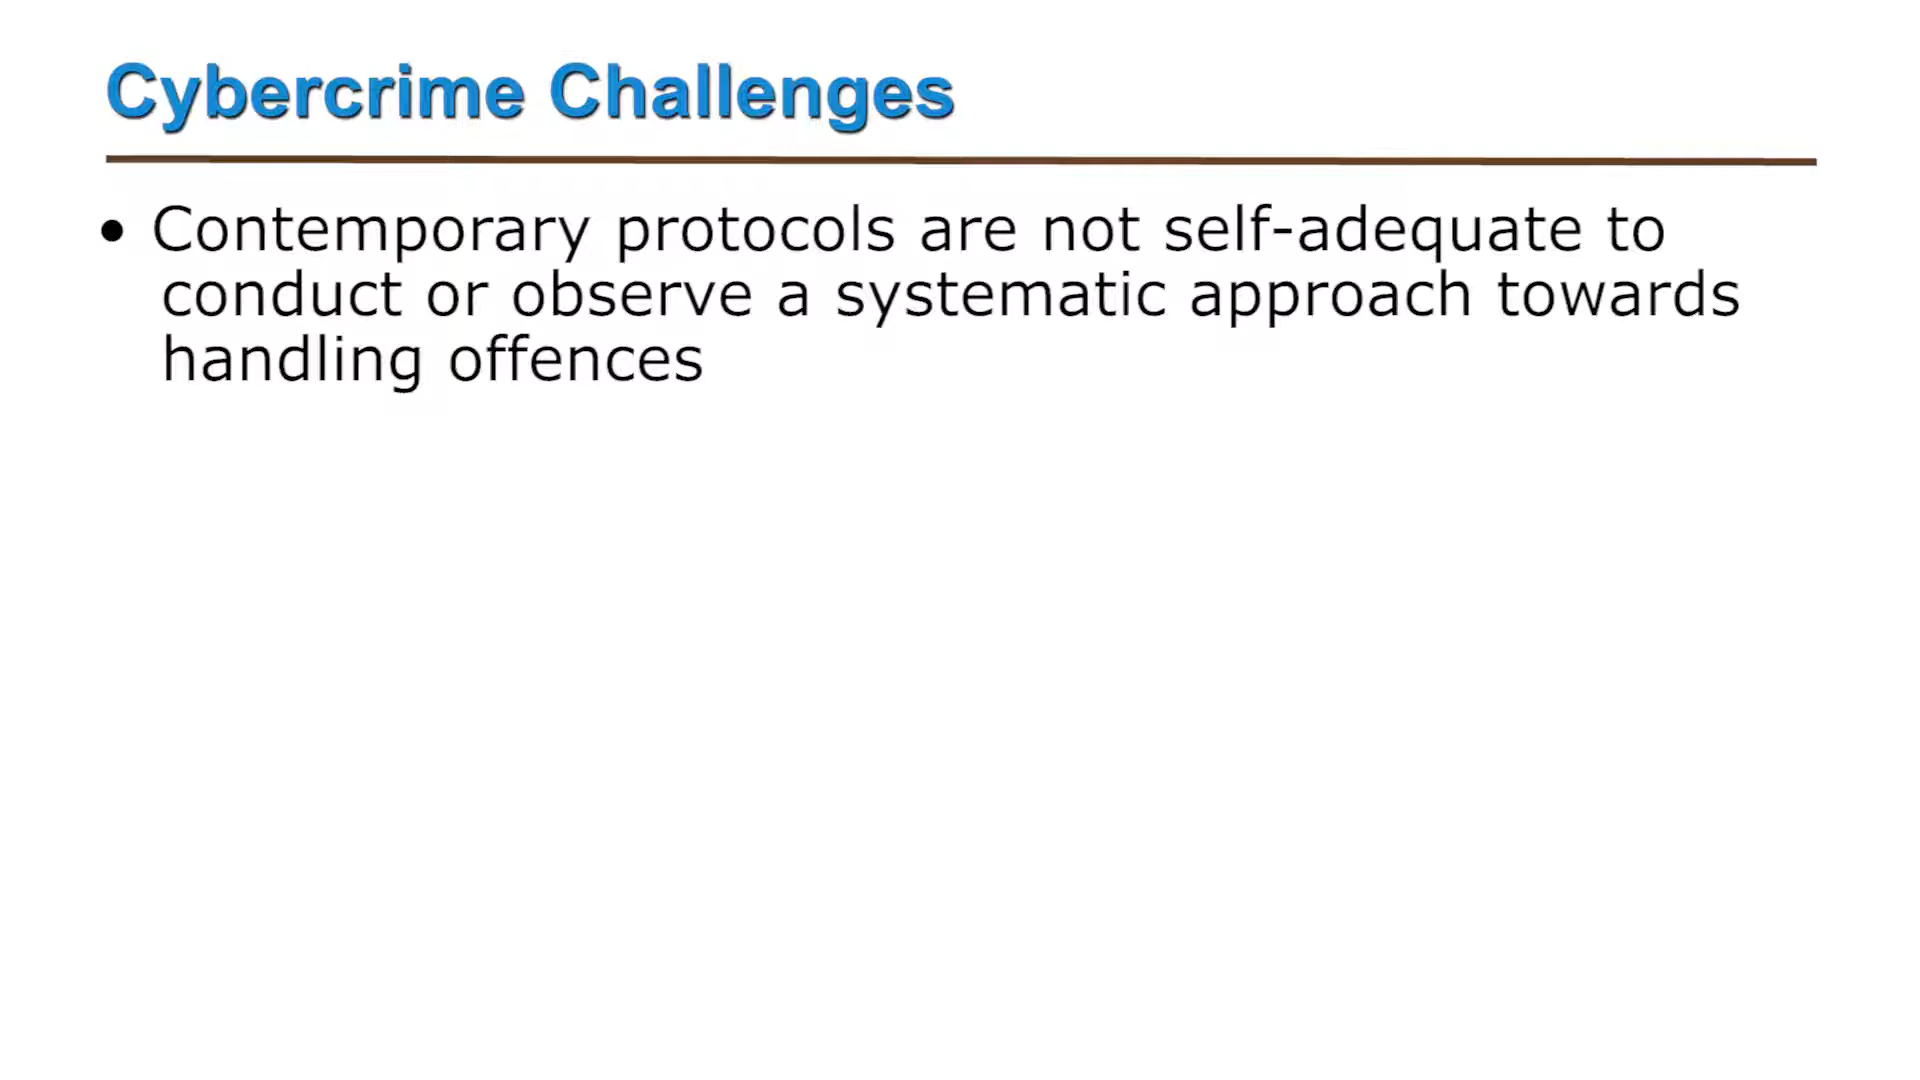 Cybercrime Challenges
• Contemporary protocols are not self-adequate to
conduct or observe a systematic approach towards
handling offences